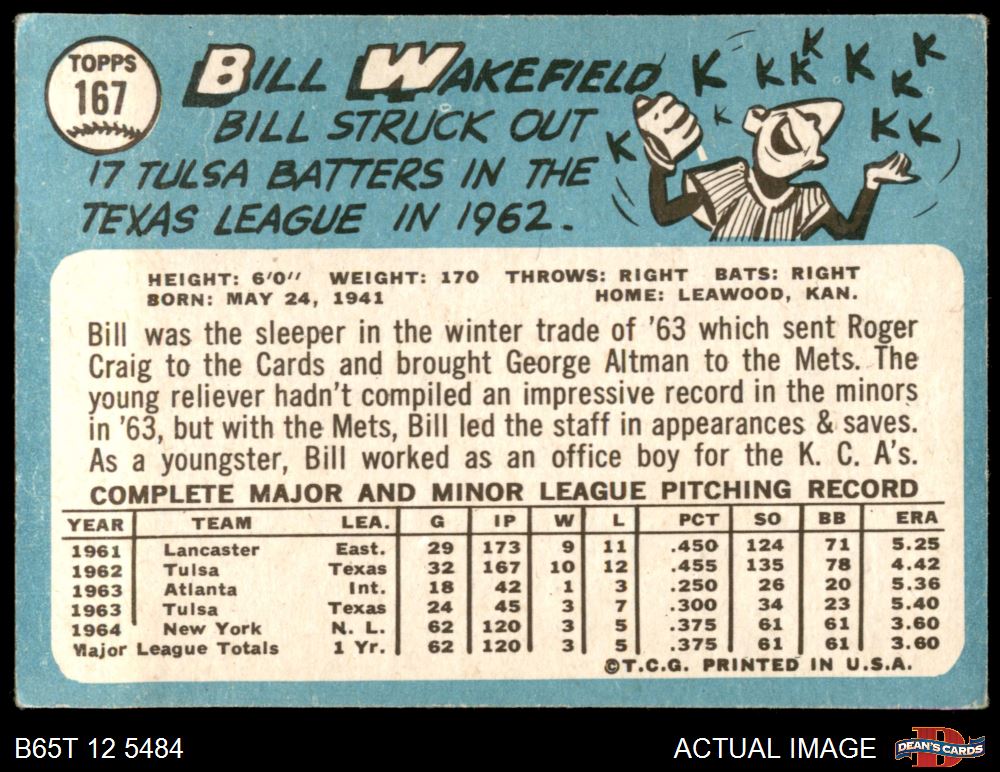 TOPPS
167
BILL WAKEFIELD
BILL STRUCK OUT
17 TULSA BATTERS IN THE
TEXAS LEAGUE IN 1962.
K K K K K K K K K K K
HEIGHT: 6'0" WEIGHT: 170 THROWS: RIGHT BATS: RIGHT
BORN: MAY 24, 1941 HOME: LEAWOOD, KAN.
Bill was the sleeper in the winter trade of '63 which sent Roger
Craig to the Cards and brought George Altman to the Mets. The
young reliever hadn't compiled an impressive record in the minors
in '63, but with the Mets, Bill led the staff in appearances & saves.
As a youngster, Bill worked as an office boy for the K. C. A's.
COMPLETE MAJOR AND MINOR LEAGUE PITCHING RECORD
YEAR TEAM LEA. G IP W L PCT SO BB ERA
1961 Lancaster East. 29 173 9 11 .450 124 71 5.25
1962 Tulsa Texas 32 167 10 12 .455 135 78 4.42
1963 Atlanta Int. 18 42 1 3 .250 26 20 5.36
1963 Tulsa Texas 24 45 3 7 .300 34 23 5.40
1964 New York N. L. 62 120 3 5 .375 61 61 3.60
Major League Totals 1 Yr. 62 120 3 5 .375 61 61 3.60
©T.C.G. PRINTED IN U.S.A.
B65T 12 5484 ACTUAL IMAGE
D
DEAN'S CARDS